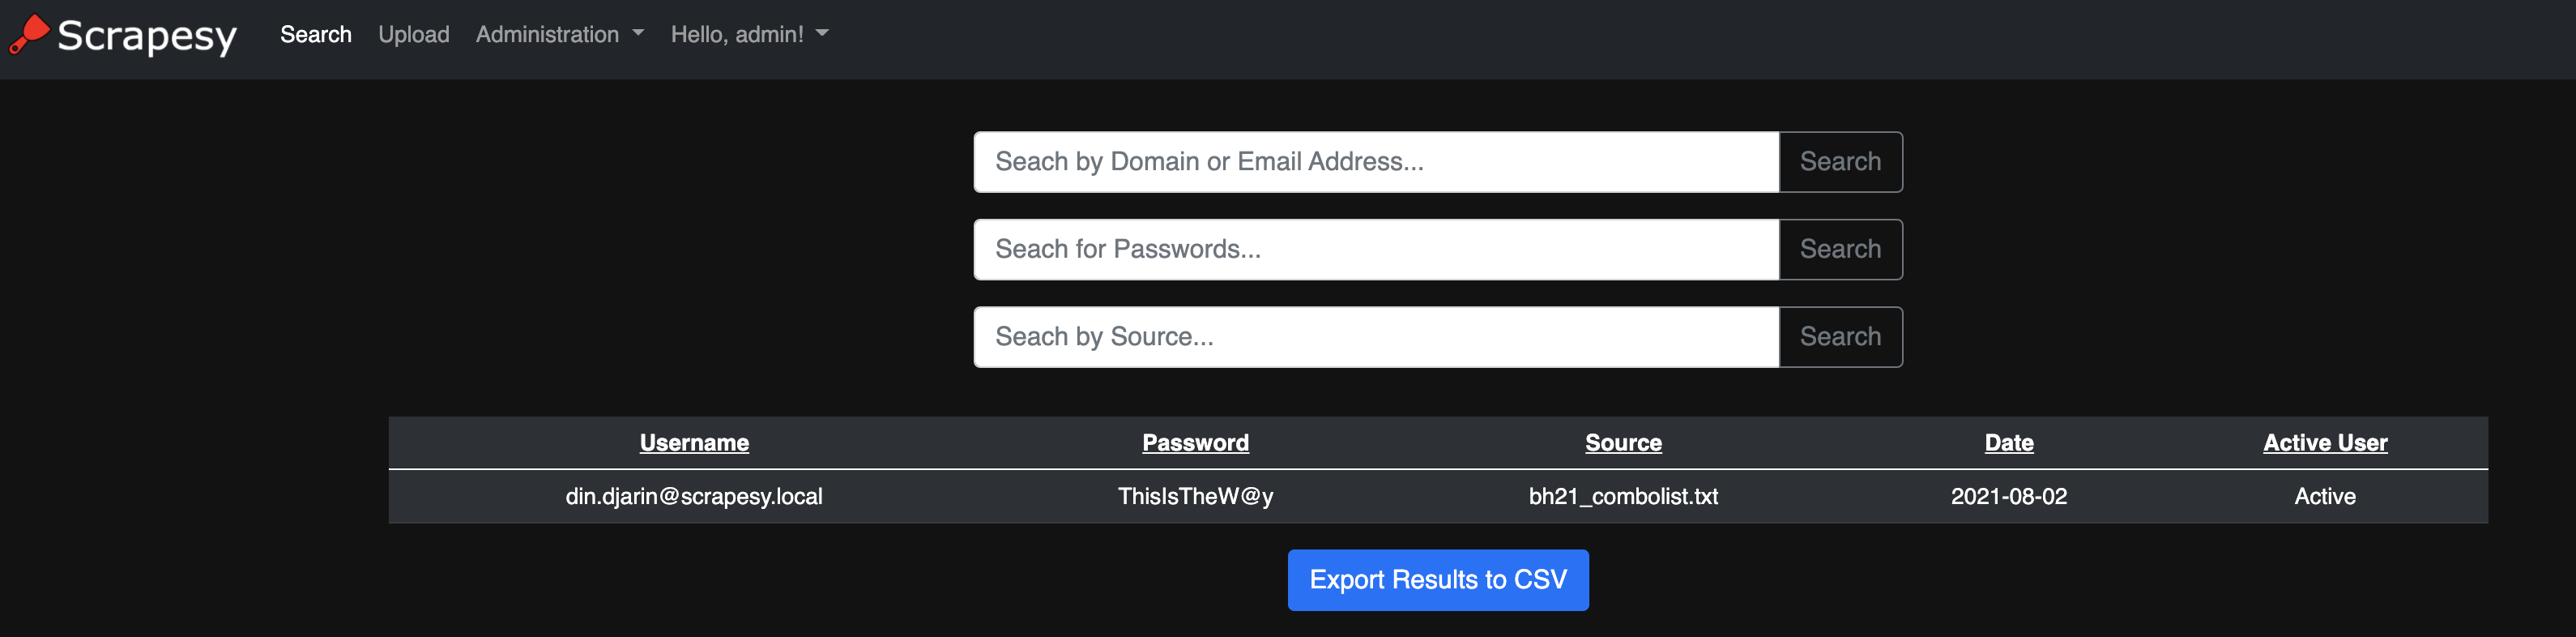 Scrapesy Search Upload Administration Hello, admin!
Seach by Domain or Email Address... Search
Seach for Passwords... Search
Seach by Source... Search
Username Password Source Date Active User
din.djarin@scrapesy.local ThisIsTheW@y bh21_combolist.txt 2021-08-02 Active
Export Results to CSV